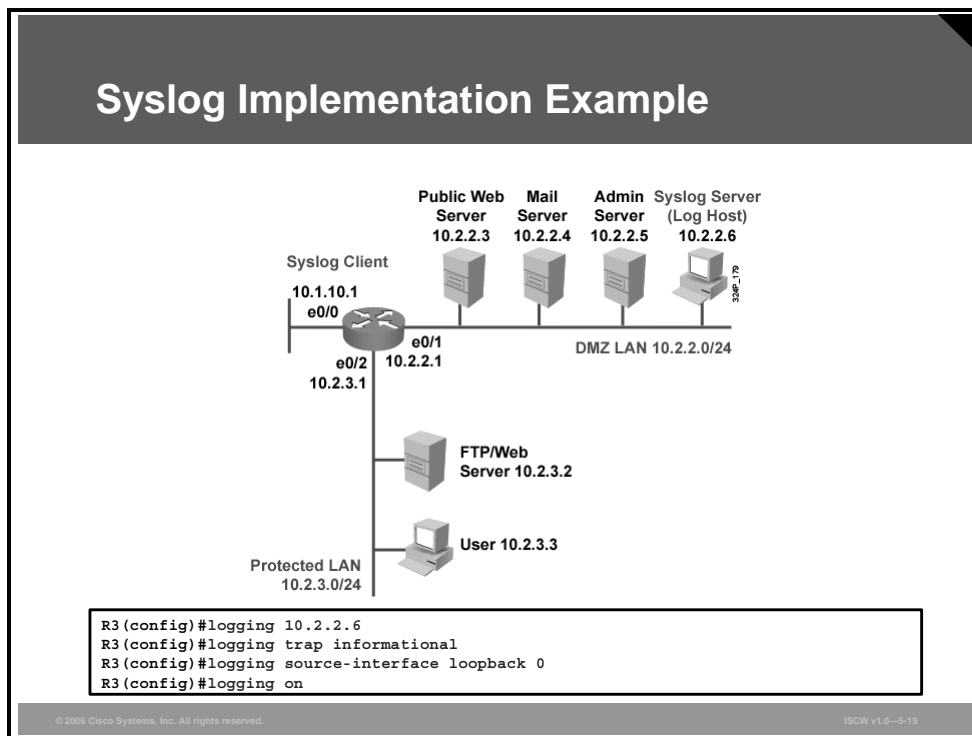 Syslog Implementation Example
Public Web
Server
10.2.2.3
Mail
Server
10.2.2.4
Admin
Server
10.2.2.5
Syslog Server
(Log Host)
10.2.2.6
324P_179
Syslog Client
10.1.10.1
e0/0
e0/1
10.2.2.1
DMZ LAN 10.2.2.0/24
e0/2
10.2.3.1
FTP/Web
Server 10.2.3.2
User 10.2.3.3
Protected LAN
10.2.3.0/24
R3(config)#logging 10.2.2.6
R3(config)#logging trap informational
R3(config)#logging source-interface loopback 0
R3(config)#logging on
© 2006 Cisco Systems, Inc. All rights reserved.
ISCW v1.0—5-19